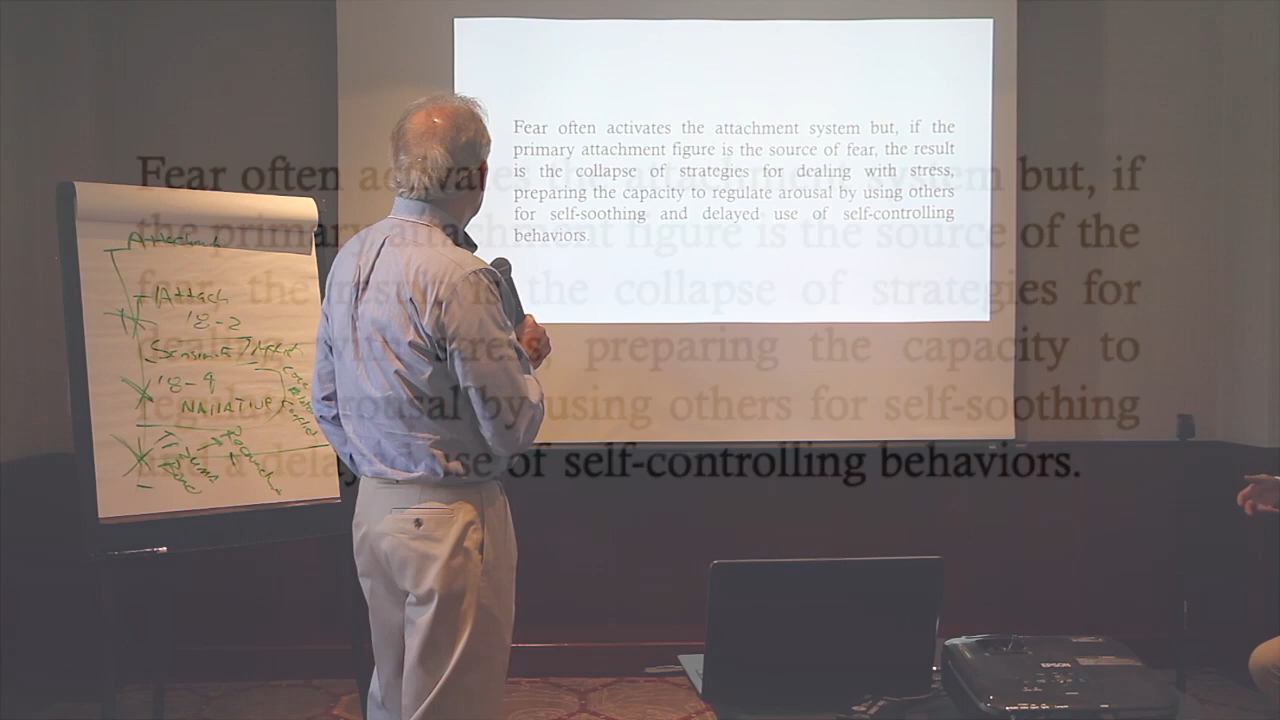 Fear often activates the attachment system but, if the
primary attachment figure is the source of fear, the result
is the collapse of strategies for dealing with stress,
preparing the capacity to regulate arousal by using others
for self-soothing and delayed use of self-controlling
behaviors.
Fear often activates the attachment system but, if
the primary attachment figure is the source of the
fear, the result is the collapse of strategies for
dealing with stress, preparing the capacity to
regulate arousal by using others for self-soothing
and a delayed use of self-controlling behaviors.
Attach
'8-2
'8-9
EPSON